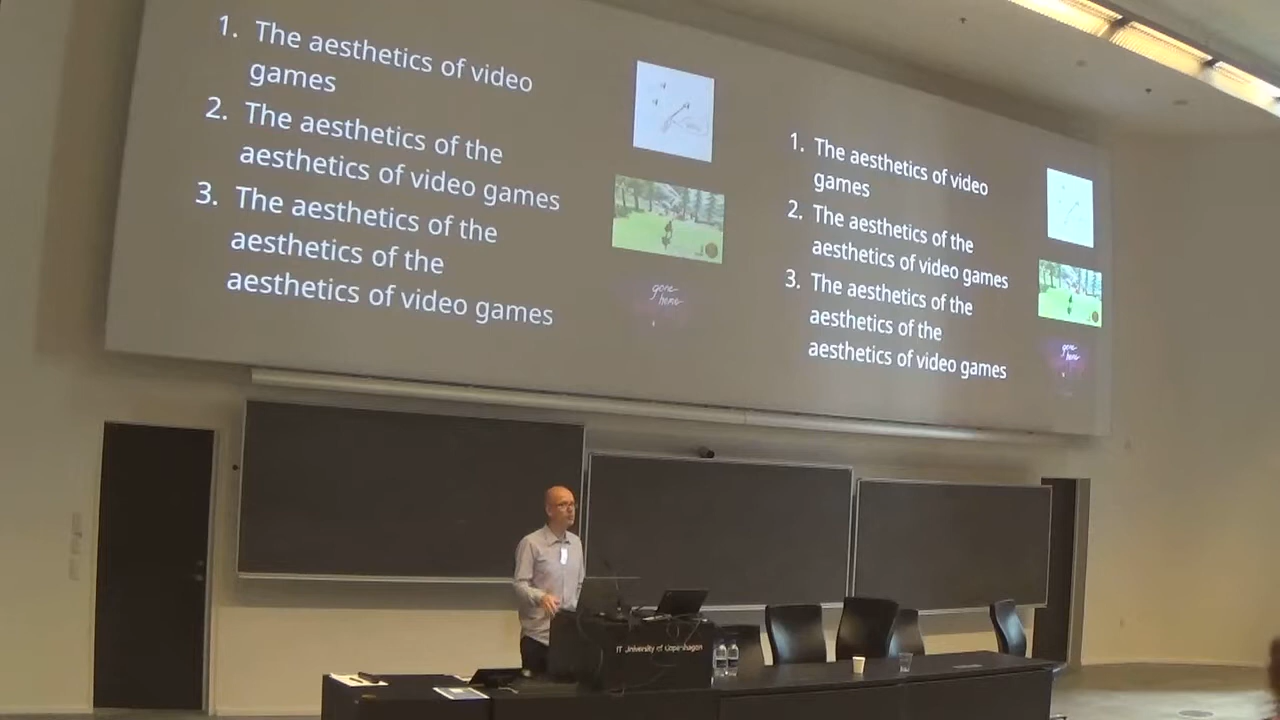 1. The aesthetics of video
games
2. The aesthetics of the
aesthetics of video games
3. The aesthetics of the
aesthetics of the
aesthetics of video games
gone
home
1. The aesthetics of video
games
2. The aesthetics of the
aesthetics of video games
3. The aesthetics of the
aesthetics of the
aesthetics of video games
gone
home
IT University of Copenhagen